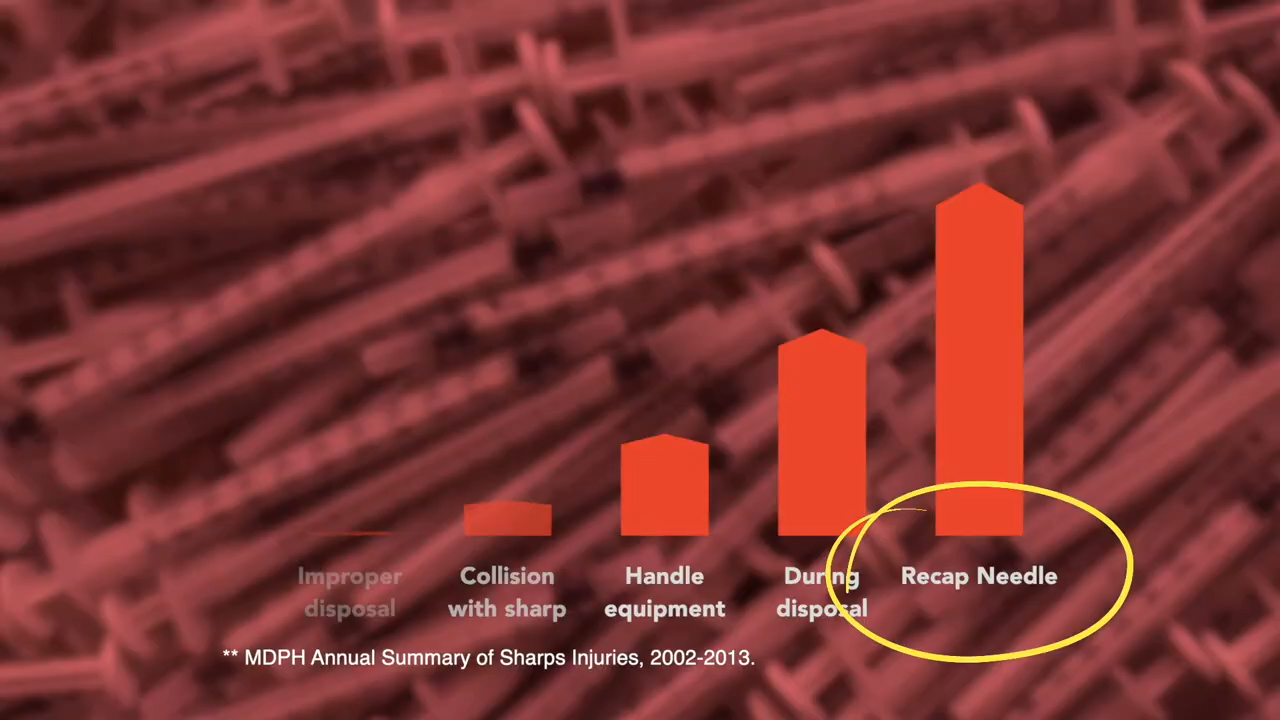 Improper
disposal
Collision
with sharp
Handle
equipment
During
disposal
Recap Needle
** MDPH Annual Summary of Sharps Injuries, 2002-2013.